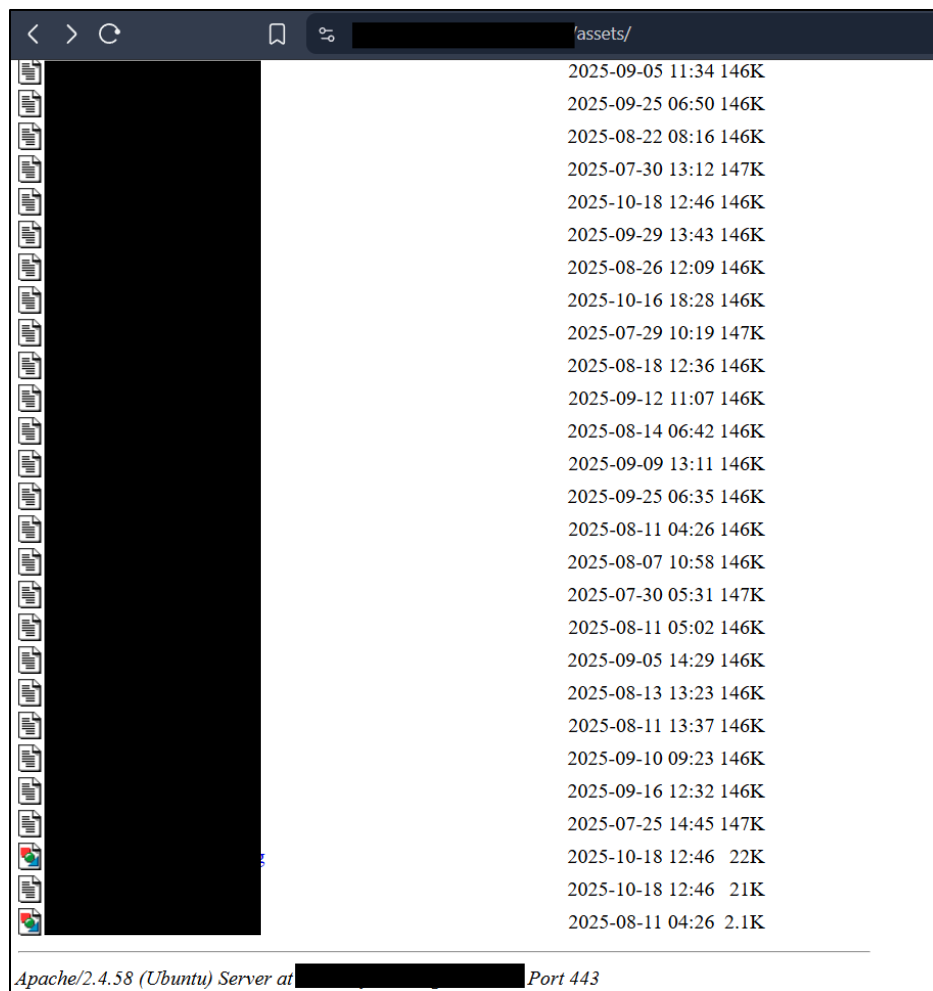 /assets/
2025-09-05 11:34 146K
2025-09-25 06:50 146K
2025-08-22 08:16 146K
2025-07-30 13:12 147K
2025-10-18 12:46 146K
2025-09-29 13:43 146K
2025-08-26 12:09 146K
2025-10-16 18:28 146K
2025-07-29 10:19 147K
2025-08-18 12:36 146K
2025-09-12 11:07 146K
2025-08-14 06:42 146K
2025-09-09 13:11 146K
2025-09-25 06:35 146K
2025-08-11 04:26 146K
2025-08-07 10:58 146K
2025-07-30 05:31 147K
2025-08-11 05:02 146K
2025-09-05 14:29 146K
2025-08-13 13:23 146K
2025-08-11 13:37 146K
2025-09-10 09:23 146K
2025-09-16 12:32 146K
2025-07-25 14:45 147K
2025-10-18 12:46 22K
2025-10-18 12:46 21K
2025-08-11 04:26 2.1K
Apache/2.4.58 (Ubuntu) Server at Port 443